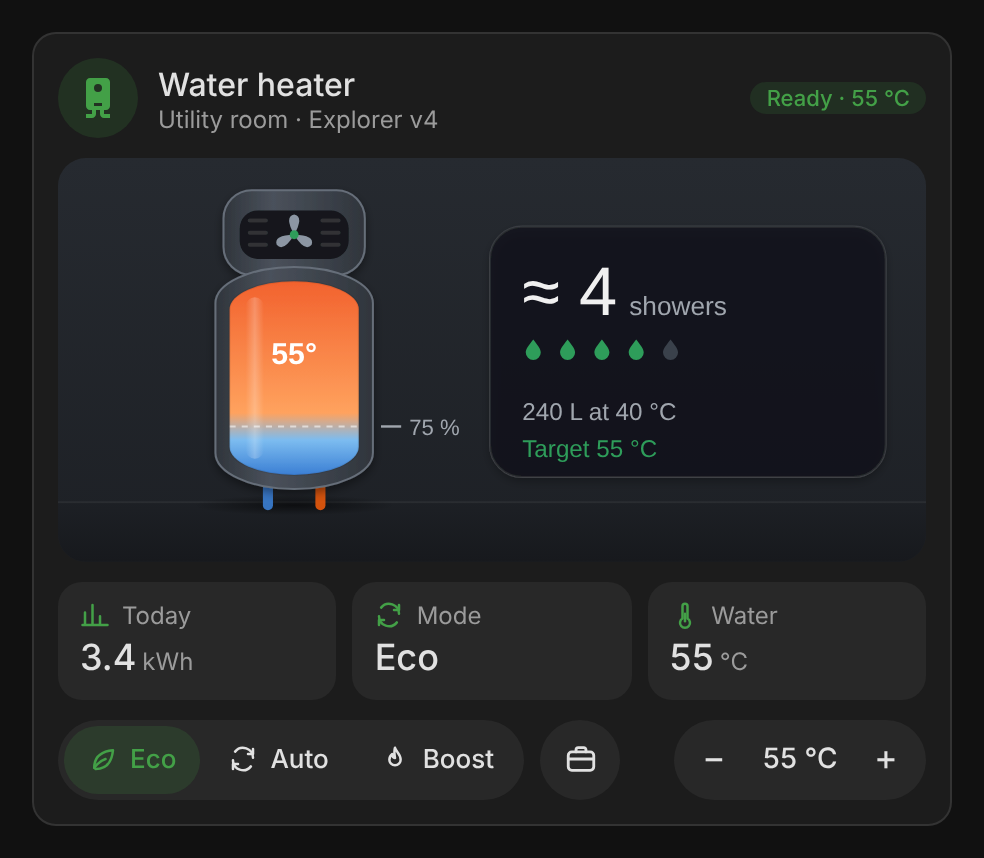 Water heater
Utility room · Explorer v4
Ready · 55 °C
55°
75 %
≈ 4 showers
240 L at 40 °C
Target 55 °C
Today
3.4 kWh
Mode
Eco
Water
55 °C
Eco
Auto
Boost
− 55 °C +